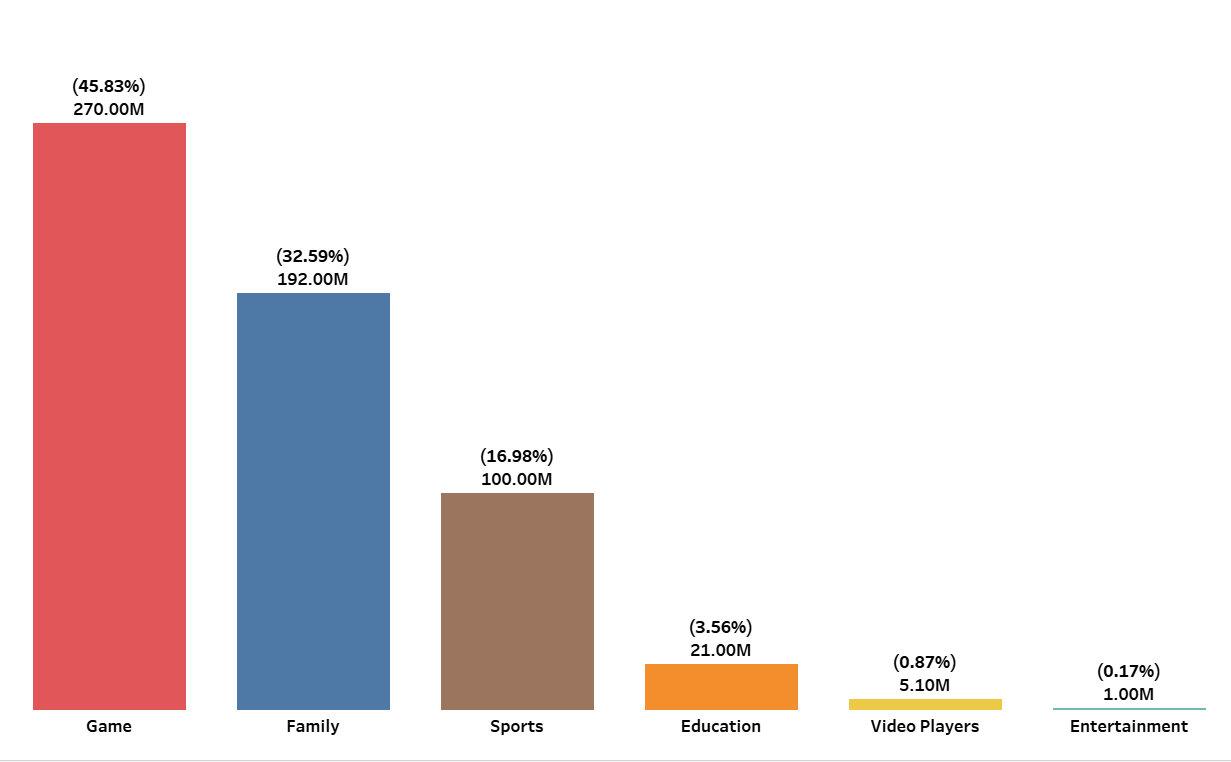 (45.83%)
270.00M
(32.59%)
192.00M
(16.98%)
100.00M
(3.56%)
21.00M
(0.87%)
5.10M
(0.17%)
1.00M
Game
Family
Sports
Education
Video Players
Entertainment